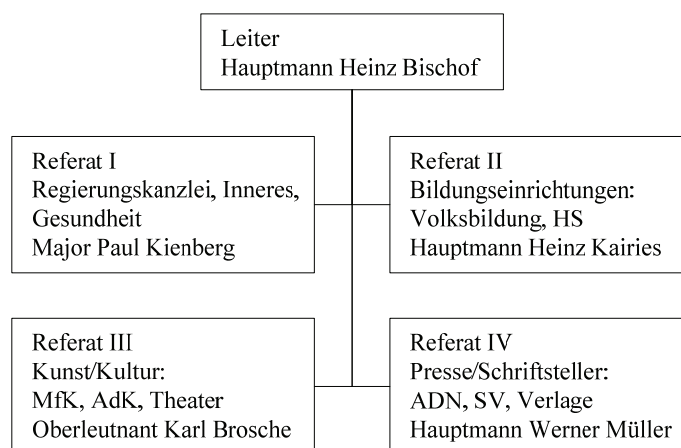 Leiter
Hauptmann Heinz Bischof
Referat I
Regierungskanzlei, Inneres,
Gesundheit
Major Paul Kienberg
Referat II
Bildungseinrichtungen:
Volksbildung, HS
Hauptmann Heinz Kairies
Referat III
Kunst/Kultur:
MfK, AdK, Theater
Oberleutnant Karl Brosche
Referat IV
Presse/Schriftsteller:
ADN, SV, Verlage
Hauptmann Werner Müller